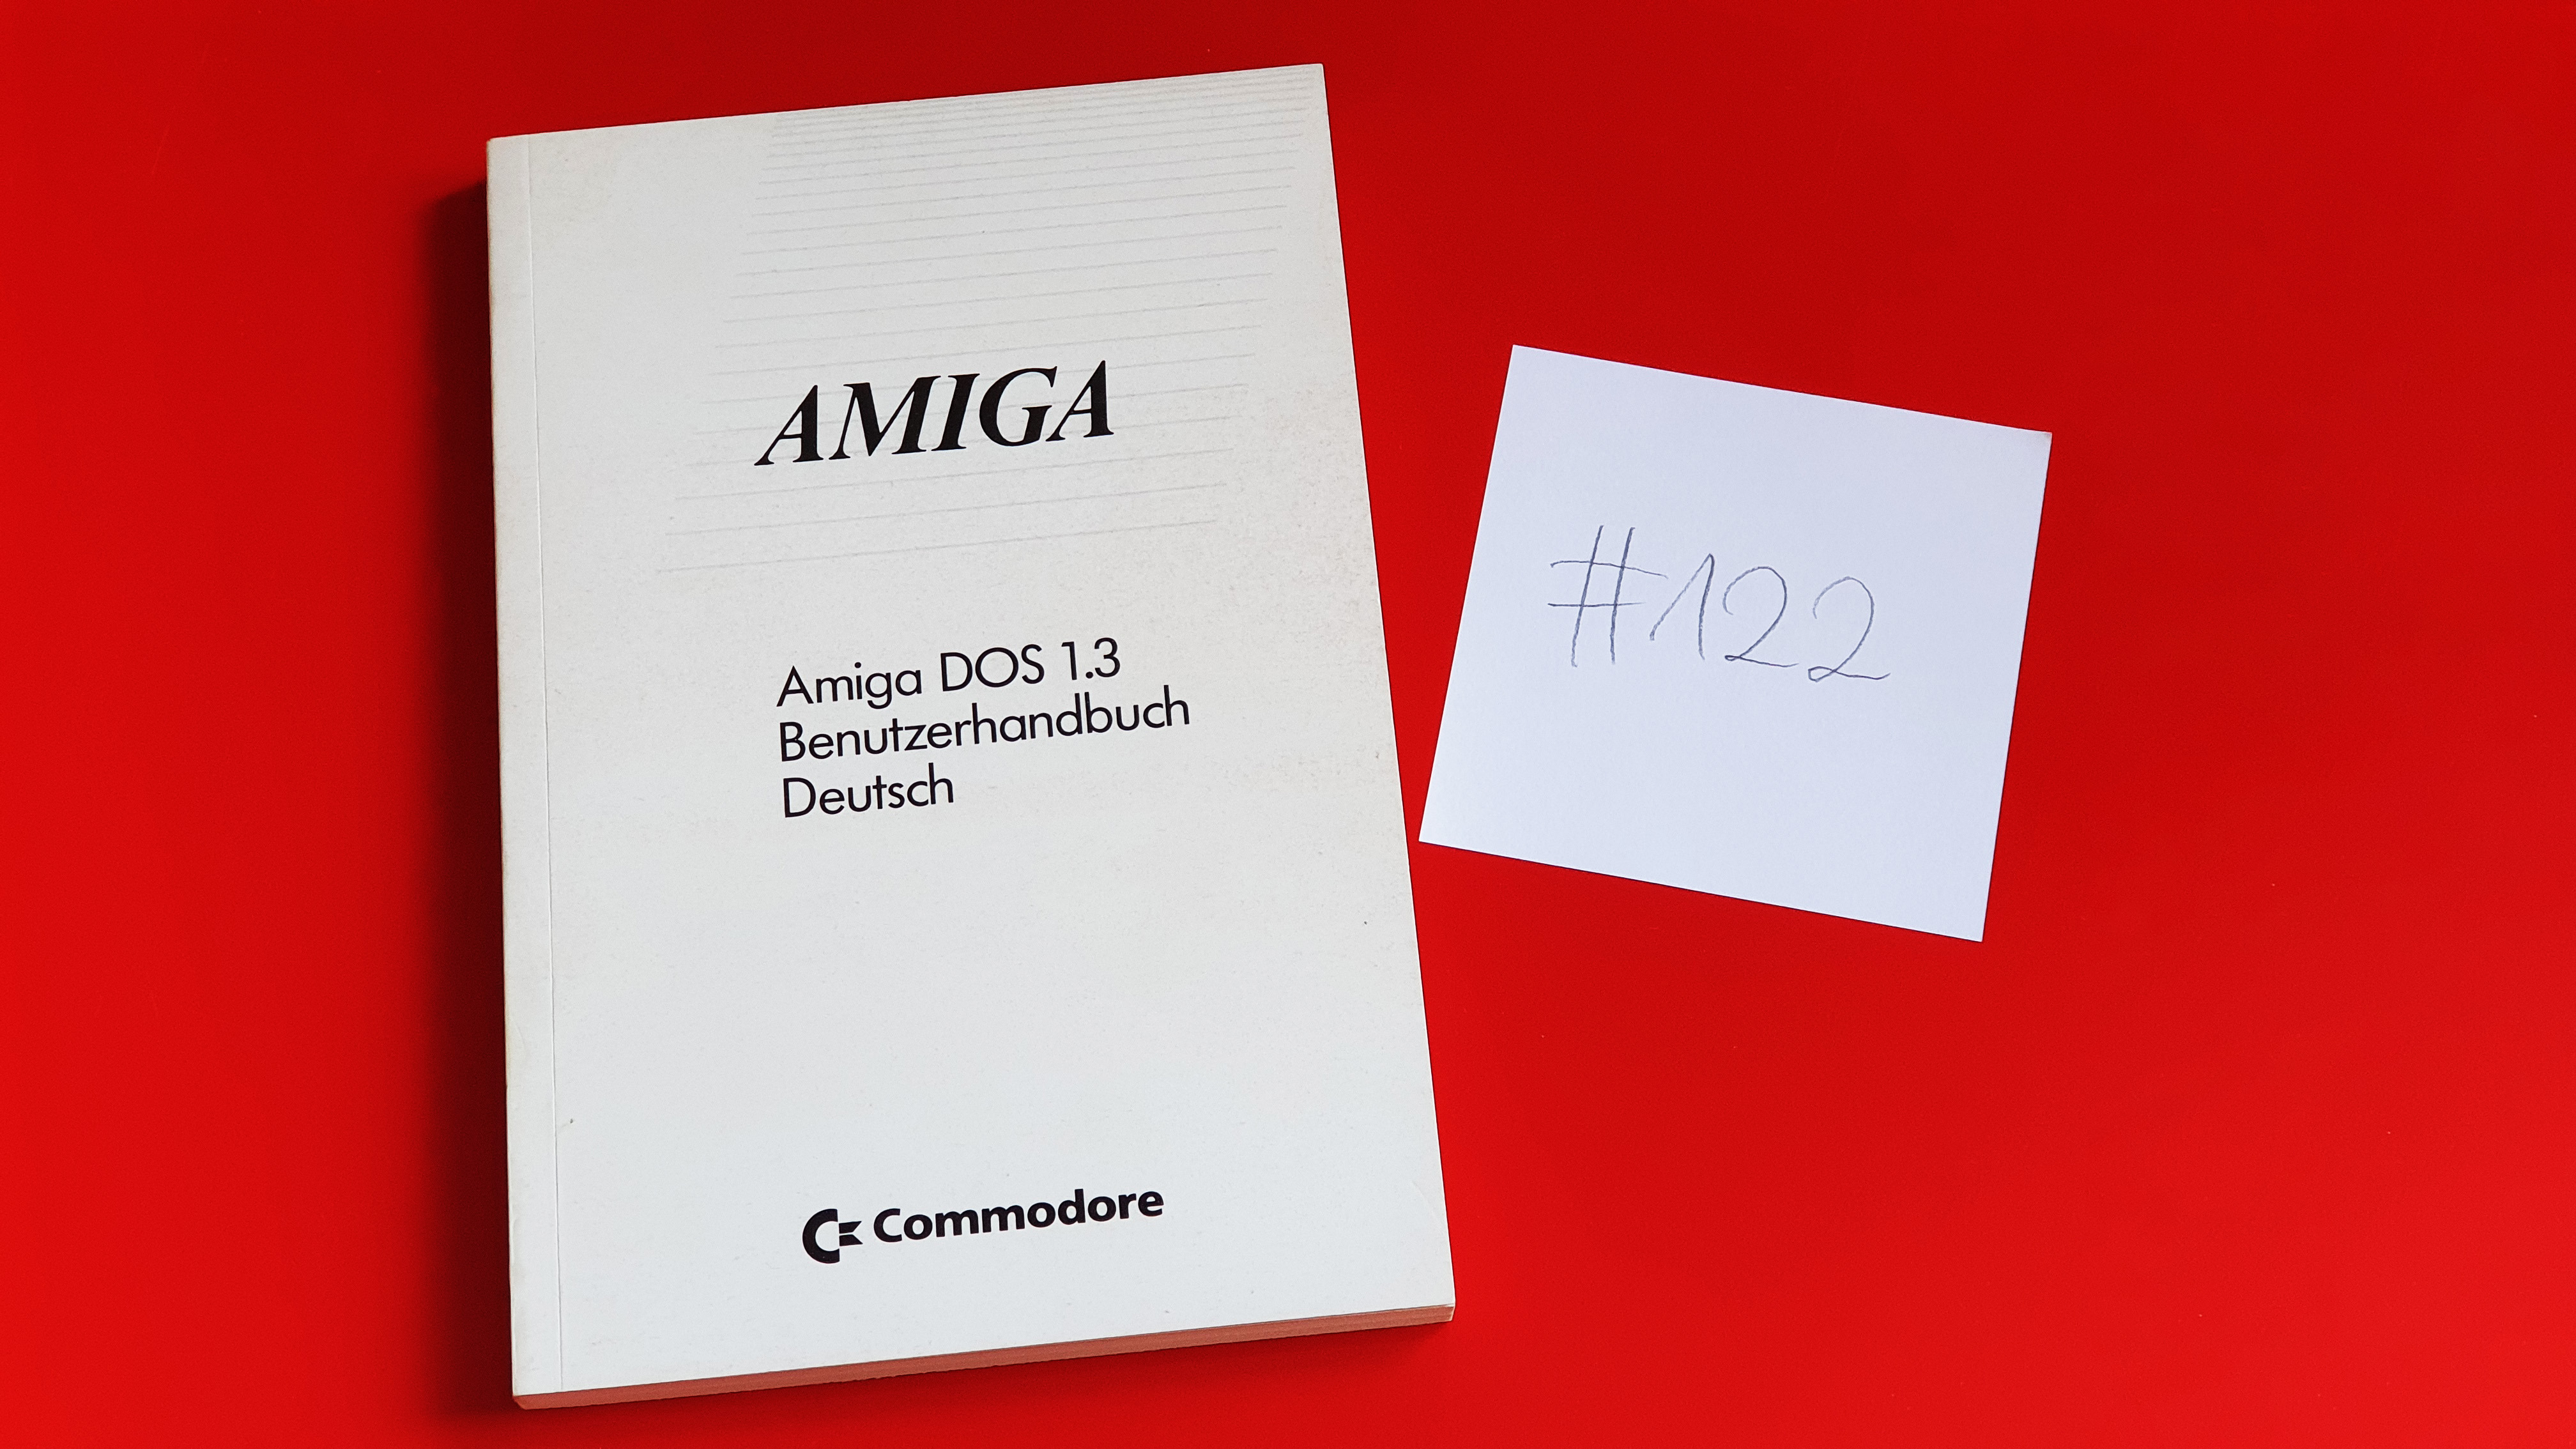 AMIGA
Amiga DOS 1.3
Benutzerhandbuch
Deutsch
Commodore
#122